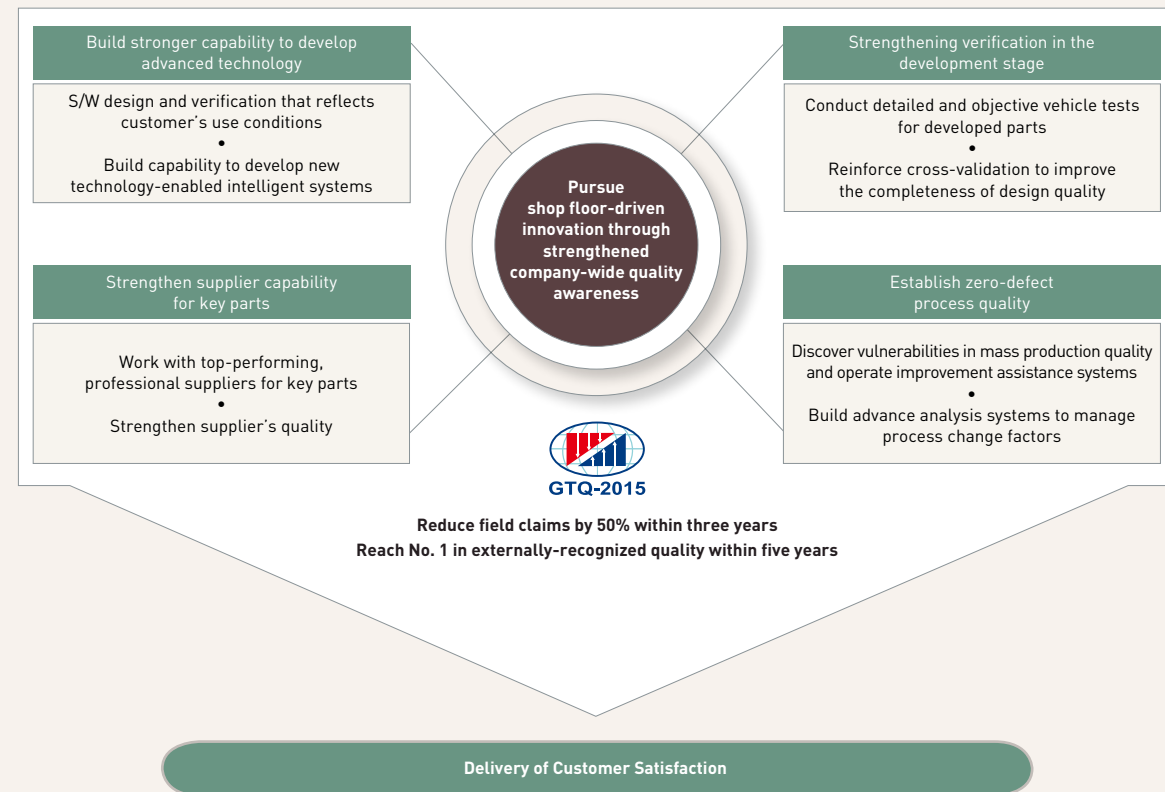 Build stronger capability to develop
advanced technology
S/W design and verification that reflects
customer's use conditions
•
Build capability to develop new
technology-enabled intelligent systems
Strengthening verification in the
development stage
Conduct detailed and objective vehicle tests
for developed parts
•
Reinforce cross-validation to improve
the completeness of design quality
Pursue
shop floor-driven
innovation through
strengthened
company-wide quality
awareness
Strengthen supplier capability
for key parts
Work with top-performing,
professional suppliers for key parts
•
Strengthen supplier's quality
Establish zero-defect
process quality
Discover vulnerabilities in mass production quality
and operate improvement assistance systems
•
Build advance analysis systems to manage
process change factors
GTQ-2015
Reduce field claims by 50% within three years
Reach No. 1 in externally-recognized quality within five years
Delivery of Customer Satisfaction